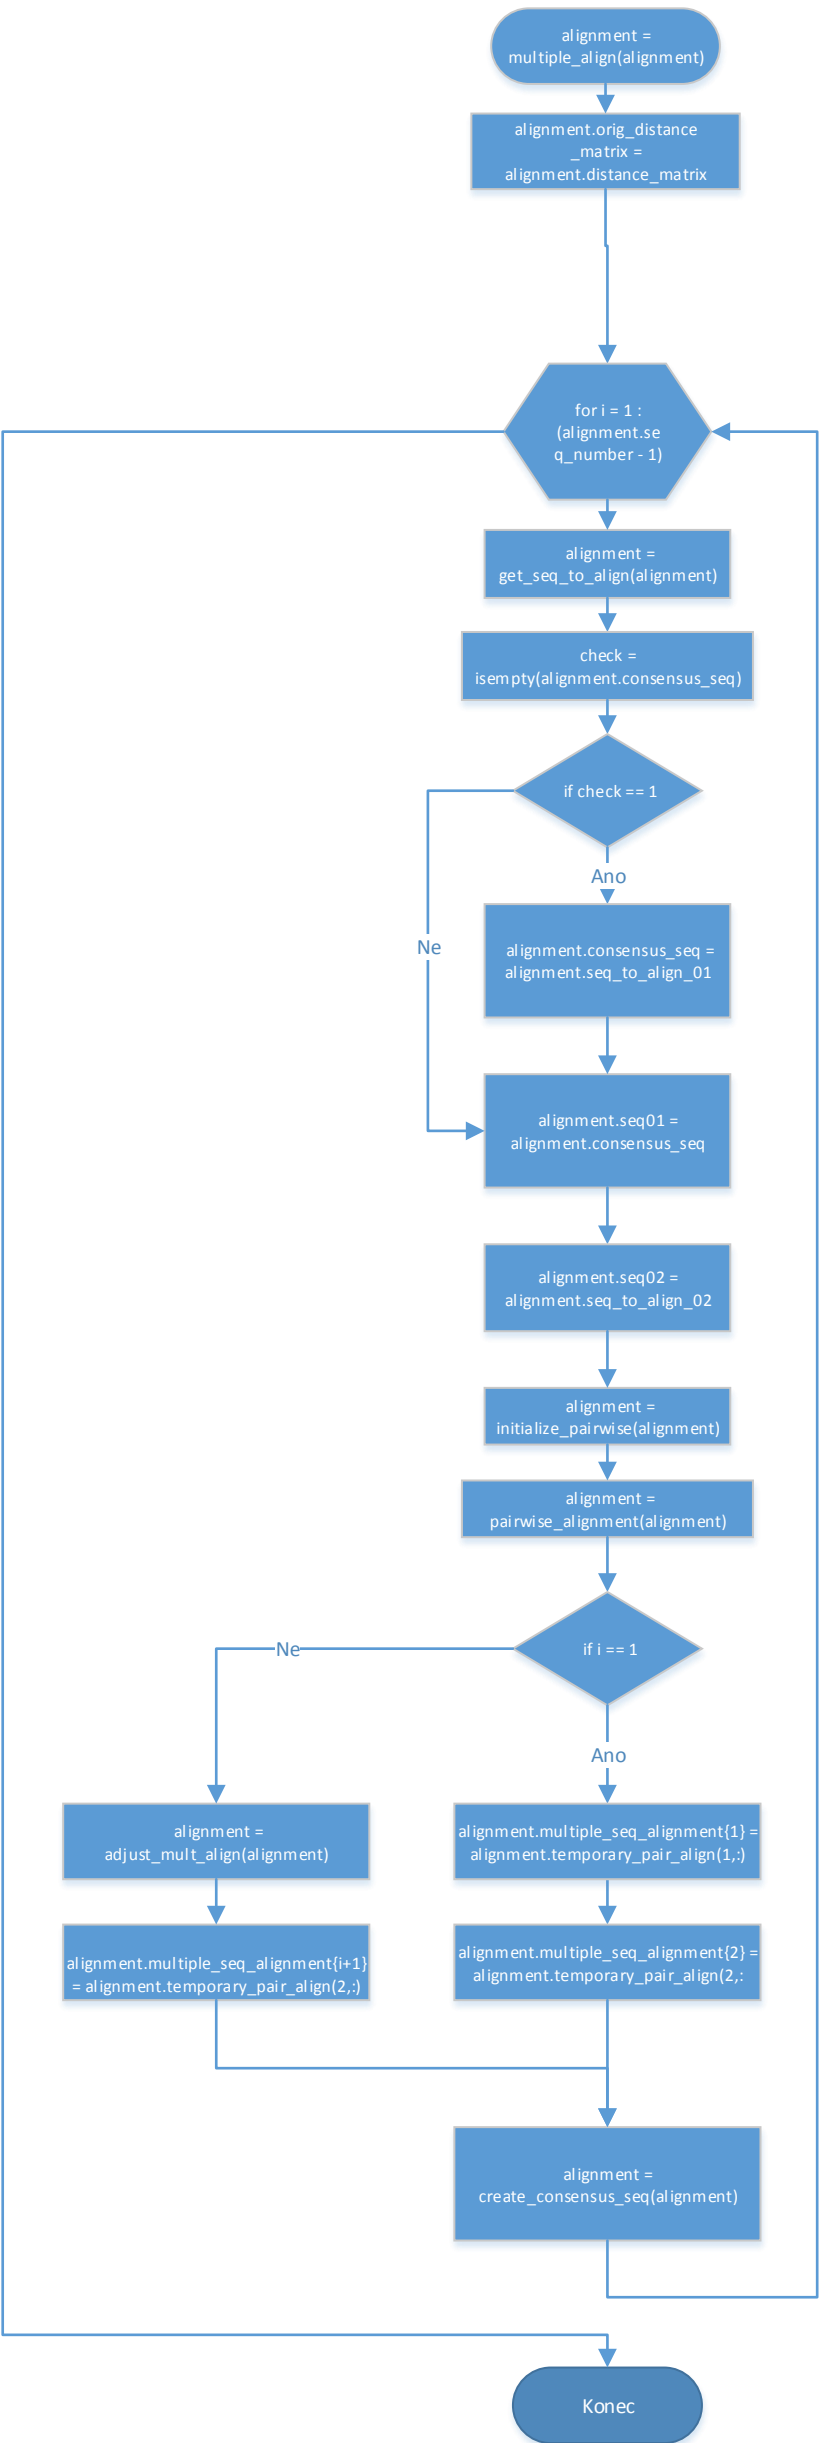 alignment =
multiple_align(alignment)
alignment.orig_distance
_matrix =
alignment.distance_matrix
for i = 1 :
(alignment.se
q_number - 1)
alignment =
get_seq_to_align(alignment)
check =
isempty(alignment.consensus_seq)
if check == 1
Ano
Ne
alignment.consensus_seq =
alignment.seq_to_align_01
alignment.seq01 =
alignment.consensus_seq
alignment.seq02 =
alignment.seq_to_align_02
alignment =
initialize_pairwise(alignment)
alignment =
pairwise_alignment(alignment)
if i == 1
Ne
Ano
alignment =
adjust_mult_align(alignment)
alignment.multiple_seq_alignment{1} =
alignment.temporary_pair_align(1,:)
alignment.multiple_seq_alignment{i+1}
= alignment.temporary_pair_align(2,:)
alignment.multiple_seq_alignment{2} =
alignment.temporary_pair_align(2,:
alignment =
create_consensus_seq(alignment)
Konec